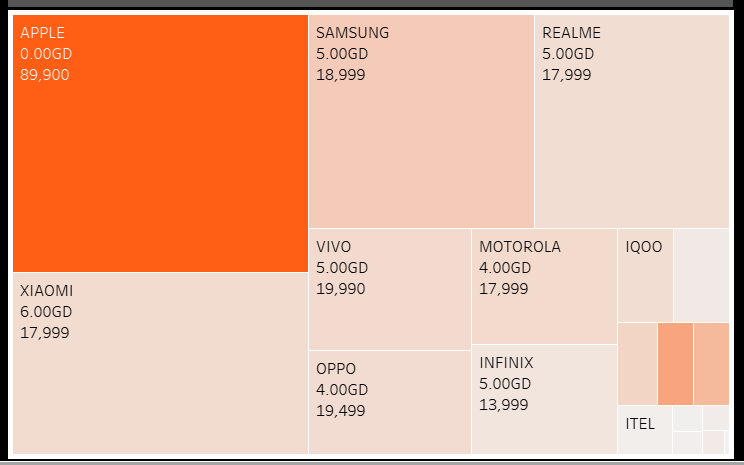 APPLE
0.00GD
89,900
SAMSUNG
5.00GD
18,999
REALME
5.00GD
17,999
XIAOMI
6.00GD
17,999
VIVO
5.00GD
19,990
OPPO
4.00GD
19,499
MOTOROLA
4.00GD
17,999
INFINIX
5.00GD
13,999
IQOO
ITEL